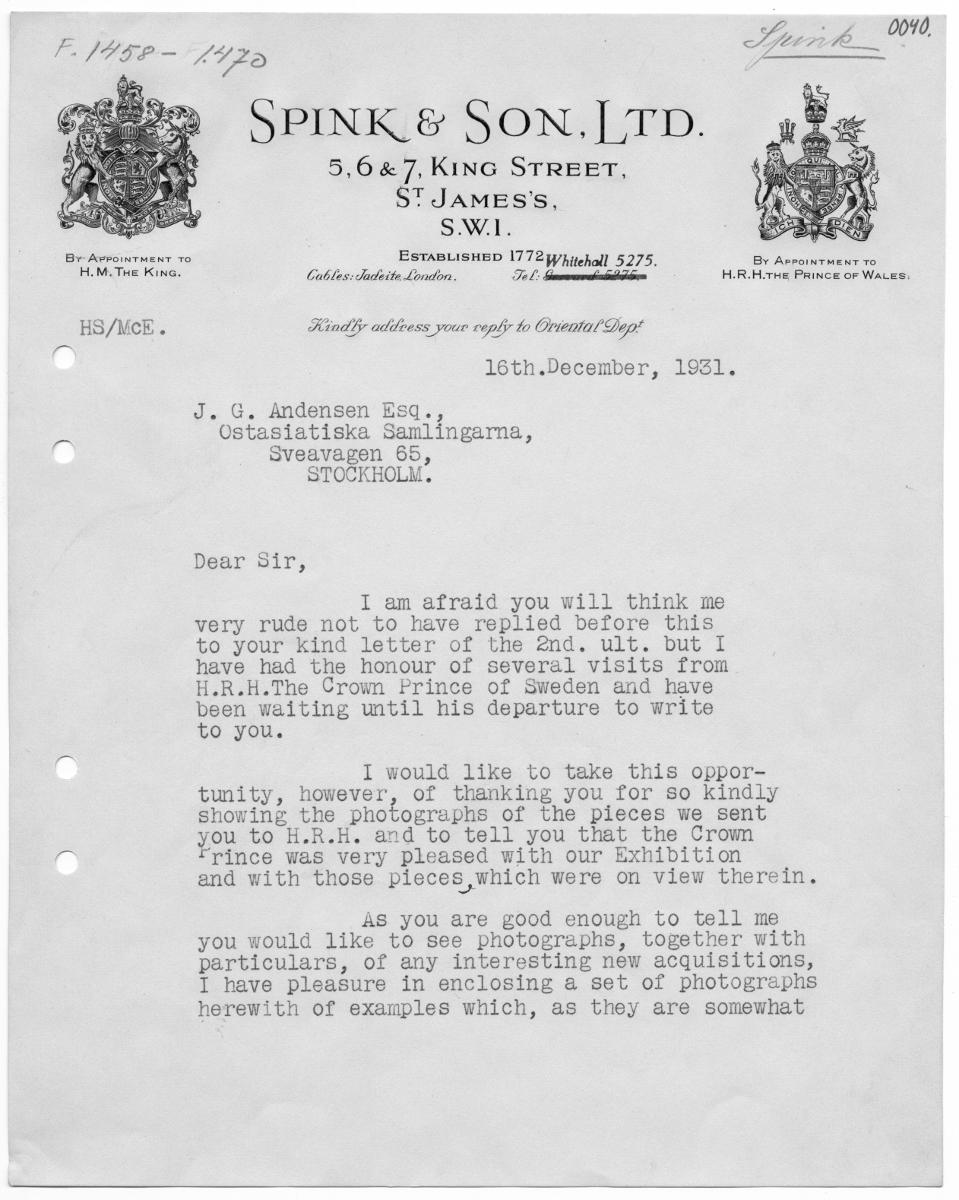 F. 1458 – 1.470
Spink 0040.
SPINK & SON, LTD.
5, 6 & 7, KING STREET,
ST JAMES'S,
S.W.1.
ESTABLISHED 1772
Whitehall 5275.
Cables: Jadeite, London. Tel: Gerrard 5275.
BY APPOINTMENT TO
H.M. THE KING.
BY APPOINTMENT TO
H.R.H. THE PRINCE OF WALES.
HS/McE.
Kindly address your reply to Oriental Dept
16th.December, 1931.
J. G. Andensen Esq.,
Ostasiatiska Samlingarna,
Sveavagen 65,
STOCKHOLM.
Dear Sir,
I am afraid you will think me
very rude not to have replied before this
to your kind letter of the 2nd. ult. but I
have had the honour of several visits from
H.R.H.The Crown Prince of Sweden and have
been waiting until his departure to write
to you.
I would like to take this oppor-
tunity, however, of thanking you for so kindly
showing the photographs of the pieces we sent
you to H.R.H. and to tell you that the Crown
Prince was very pleased with our Exhibition
and with those pieces, which were on view therein.
As you are good enough to tell me
you would like to see photographs, together with
particulars, of any interesting new acquisitions,
I have pleasure in enclosing a set of photographs
herewith of examples which, as they are somewhat